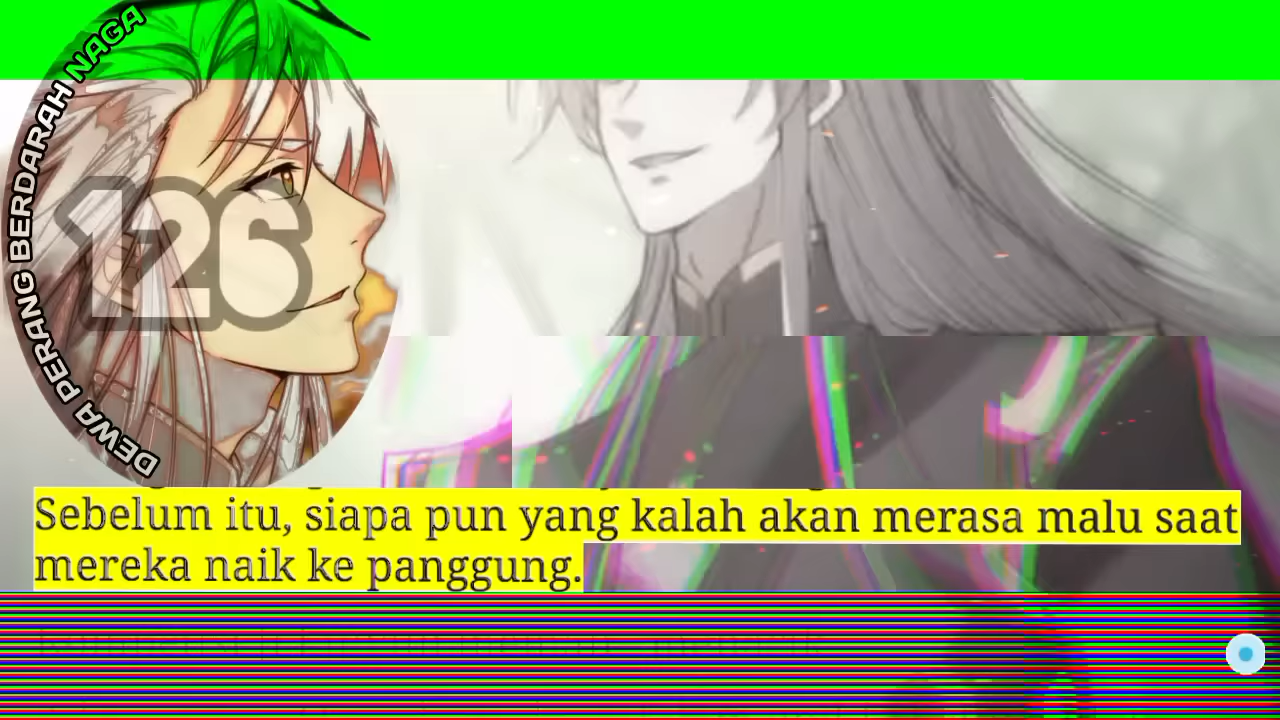 DEWA PERANG BERDARAH NAGA
126
Sebelum itu, siapa pun yang kalah akan merasa malu saat
mereka naik ke panggung.